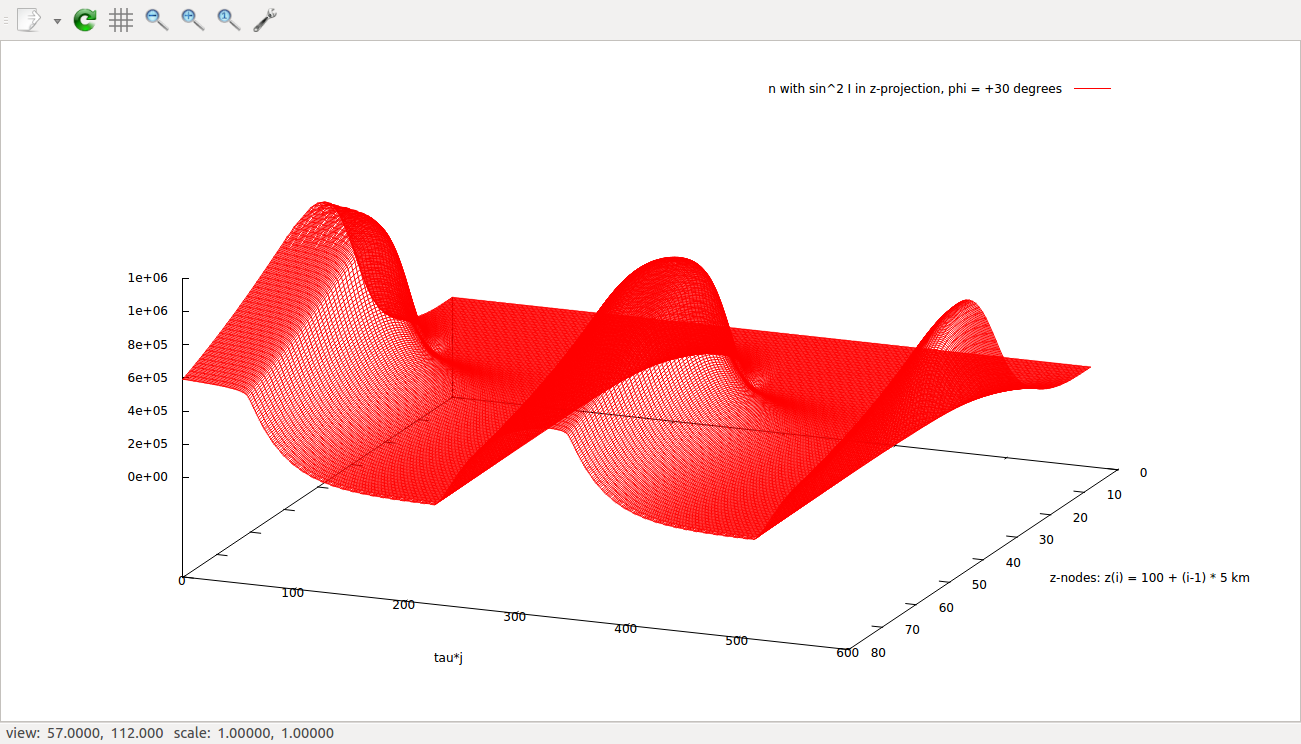 n with sin^2 I in z-projection, phi = +30 degrees
1e+06
1e+06
8e+05
6e+05
4e+05
2e+05
0e+00
0
100
200
300
400
500
600
tau*j
0
10
20
30
40
50
60
70
80
z-nodes: z(i) = 100 + (i-1) * 5 km
view: 57.0000, 112.000 scale: 1.00000, 1.00000